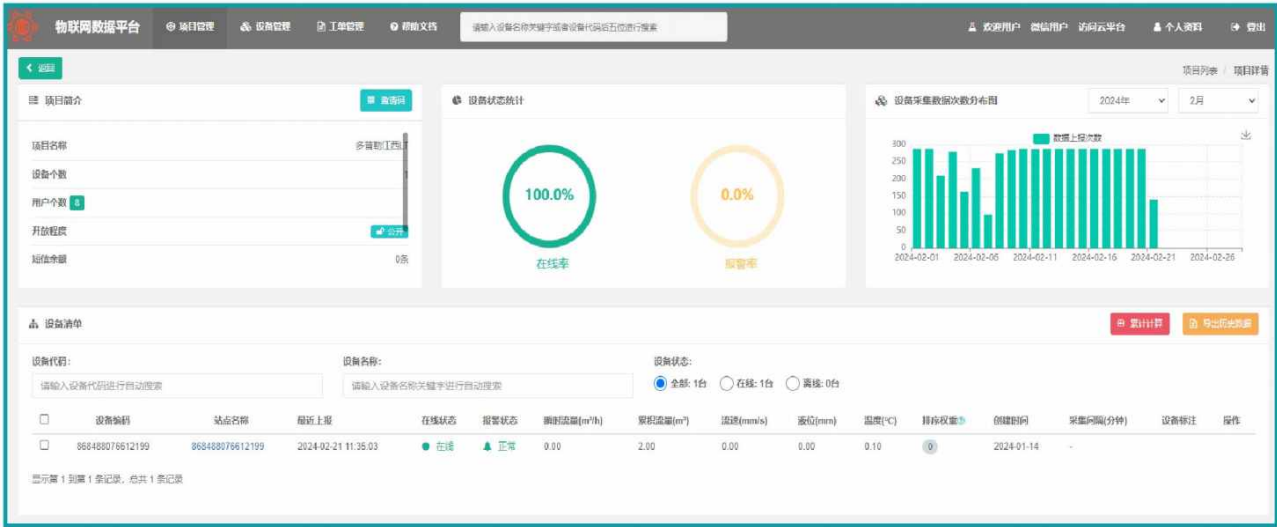 物联网数据平台 项目管理 设备管理 工单管理 帮助文档 请输入设备名称关键字或者设备代码后五位进行搜索 欢迎用户 微信用户 访问云平台 个人资料 登出
返回 项目列表 / 项目详情
项目简介 邀请码
项目名称
设备个数 1
用户个数 8
开放程度 公开
短信余额 0条
设备状态统计
100.0%
在线率
0.0%
报警率
设备采集数据次数分布图 2024年 2月
数据上报次数
300
250
200
150
100
50
0
2024-02-01 2024-02-06 2024-02-11 2024-02-16 2024-02-21 2024-02-26
设备清单 累计计算 导出历史数据
设备代码: 设备名称: 设备状态:
请输入设备代码进行自动搜索 请输入设备名称关键字进行自动搜索 全部: 1台 在线: 1台 离线: 0台
设备编码 站点名称 最近上报 在线状态 报警状态 瞬时流量(m³/h) 累积流量(m³) 流速(mm/s) 液位(mm) 温度(°C) 排序权重 创建时间 采集间隔(分钟) 设备标注 操作
868488076612199 868488076612199 2024-02-21 11:35:03 在线 正常 0.00 2.00 0.00 0.00 0.10 0 2024-01-14 -
显示第 1 到第 1 条记录，总共 1 条记录